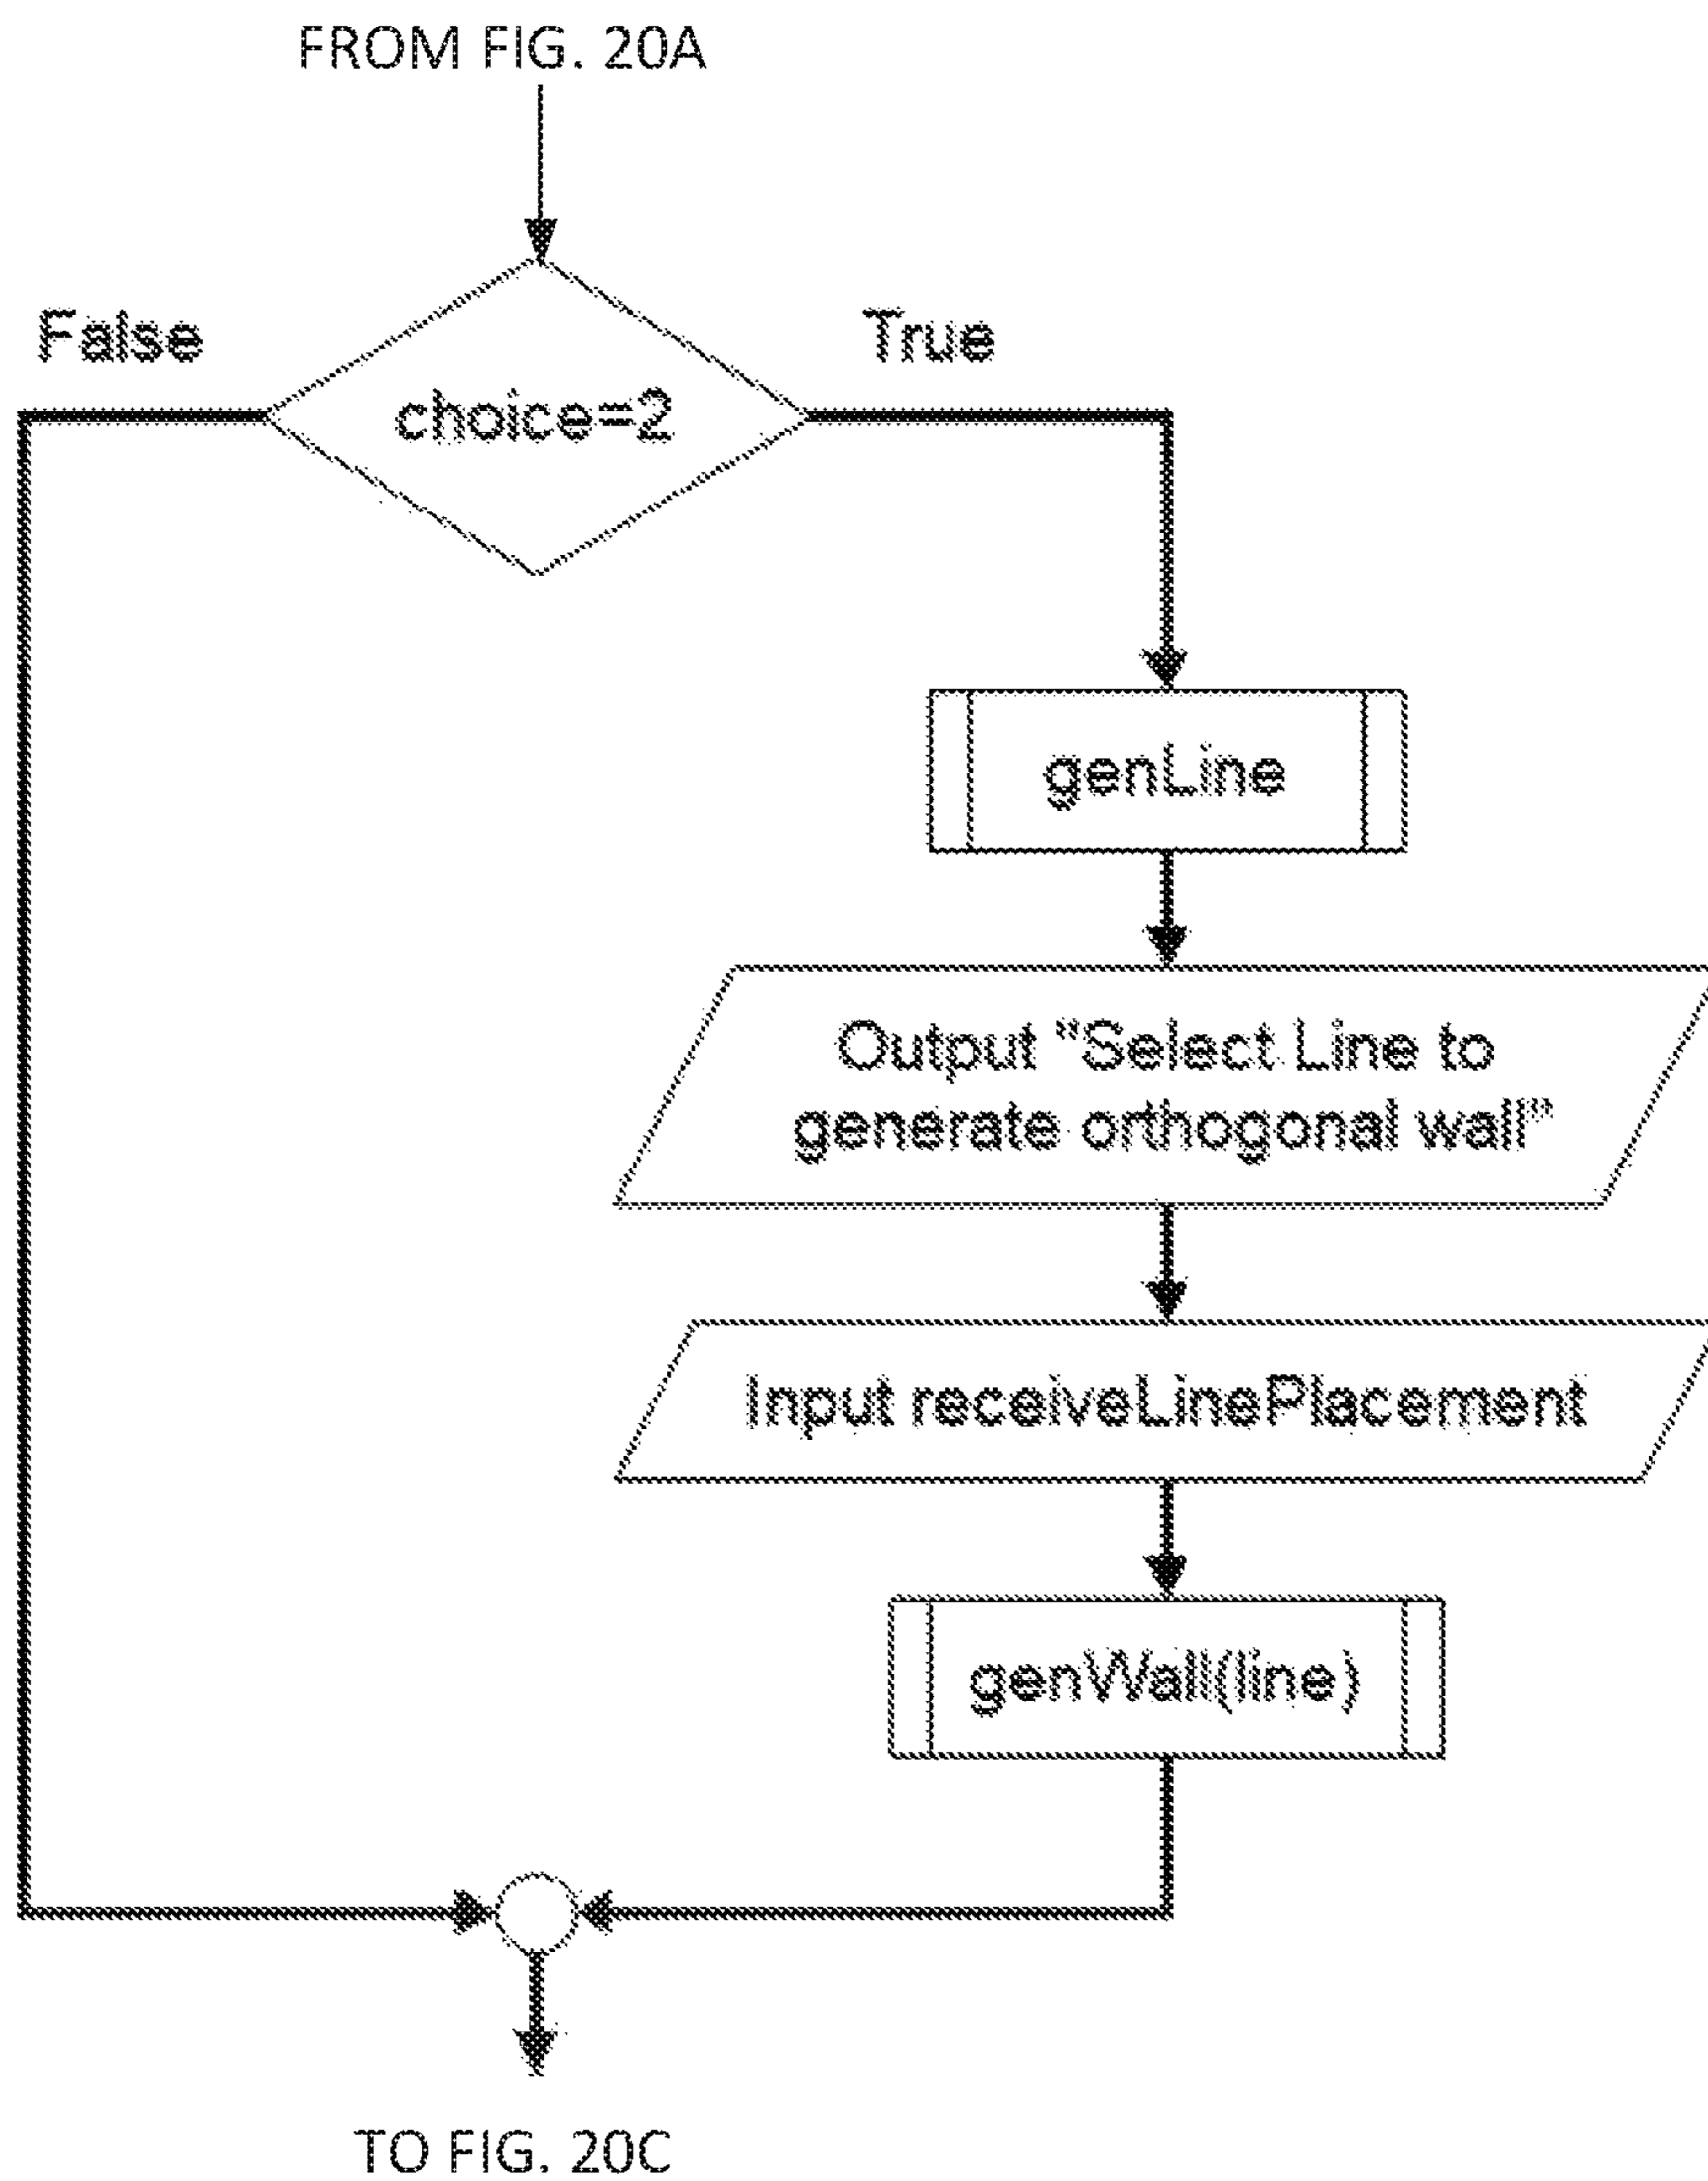 FROM FIG. 20A
False
True
choice=2
genLine
Output "Select Line to
generate orthogonal wall"
Input receiveLinePlacement
genWall(line)
TO FIG. 20C